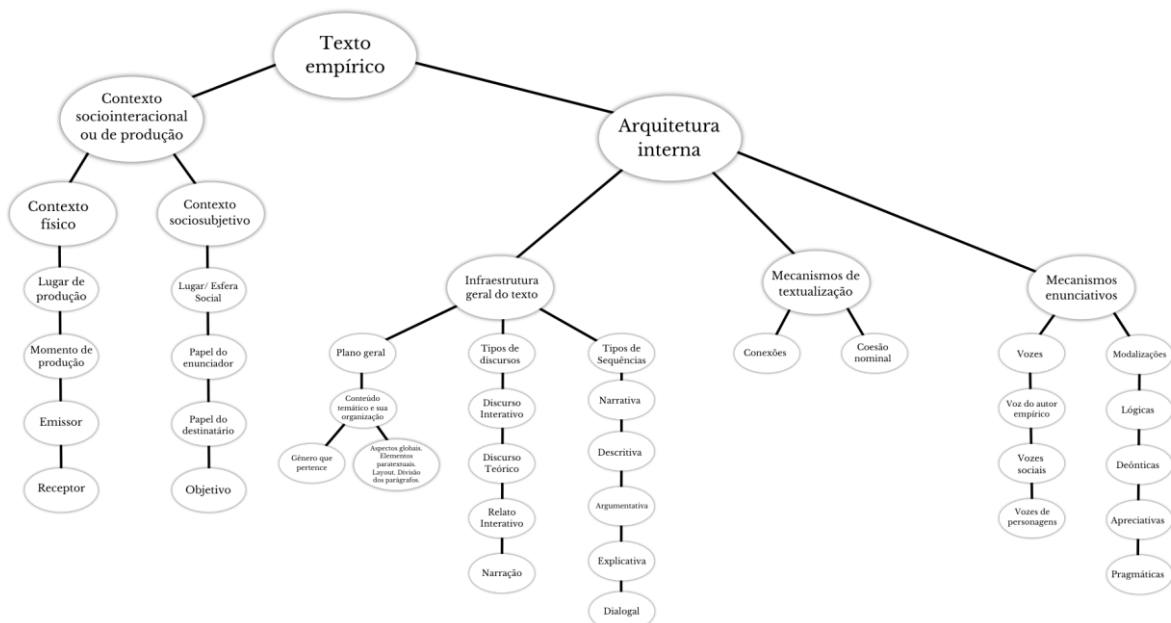 Texto
empírico
Contexto
sociointeracional
ou de produção
Arquitetura
interna
Contexto
físico
Contexto
sociosubjetivo
Lugar de
produção
Lugar/ Esfera
Social
Momento de
produção
Papel do
enunciador
Emissor
Papel do
destinatário
Receptor
Objetivo
Infraestrutura
geral do texto
Mecanismos de
textualização
Mecanismos
enunciativos
Plano geral
Conteúdo
temático e sua
organização
Gênero que
pertence
Aspectos globais.
Elementos
paratextuais.
Layout. Divisão
dos parágrafos.
Tipos de
discursos
Discurso
Interativo
Discurso
Teórico
Relato
Interativo
Narração
Tipos de
Sequências
Narrativa
Descritiva
Argumentativa
Explicativa
Dialogal
Conexões
Coesão
nominal
Vozes
Voz do autor
empírico
Vozes
sociais
Vozes de
personagens
Modalizações
Lógicas
Deônticas
Apreciativas
Pragmáticas